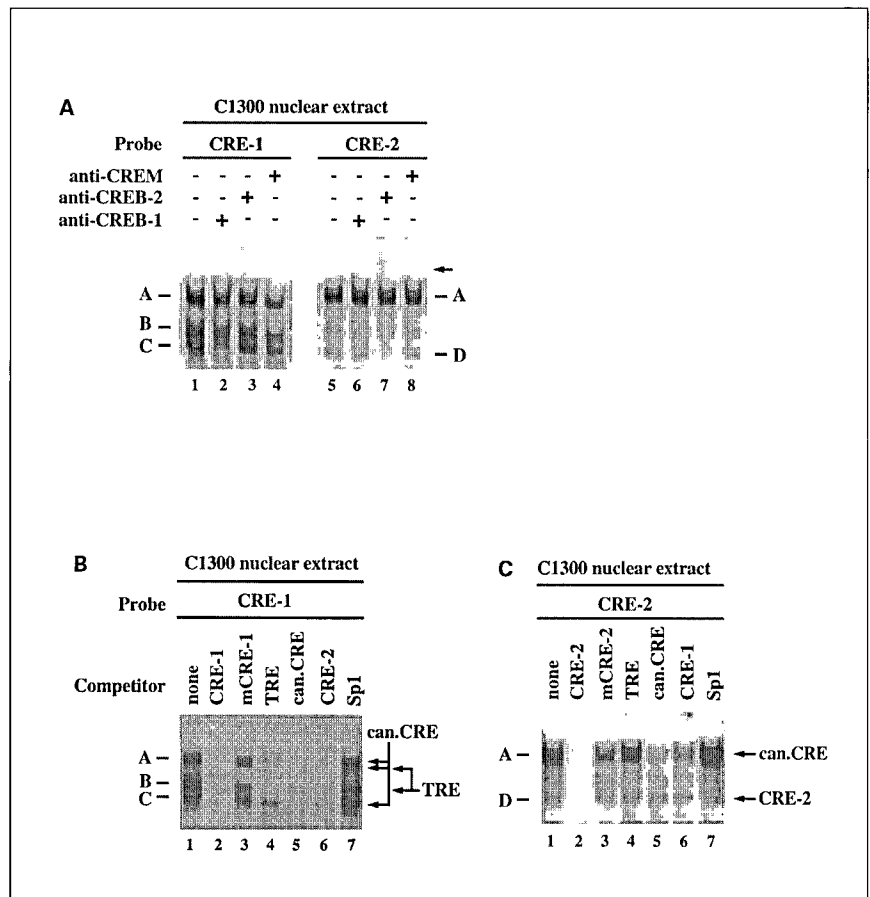 A
C1300 nuclear extract
Probe CRE-1 CRE-2
anti-CREM - - - + - - - +
anti-CREB-2 - - + - - - + -
anti-CREB-1 - + - - - + - -
A A
B
C D
1 2 3 4 5 6 7 8
B
C1300 nuclear extract
Probe CRE-1
Competitor none CRE-1 mCRE-1 TRE can.CRE CRE-2 Sp1
can.CRE
A
B
TRE
C
1 2 3 4 5 6 7
C
C1300 nuclear extract
CRE-2
none CRE-2 mCRE-2 TRE can.CRE CRE-1 Sp1
A can.CRE
D CRE-2
1 2 3 4 5 6 7